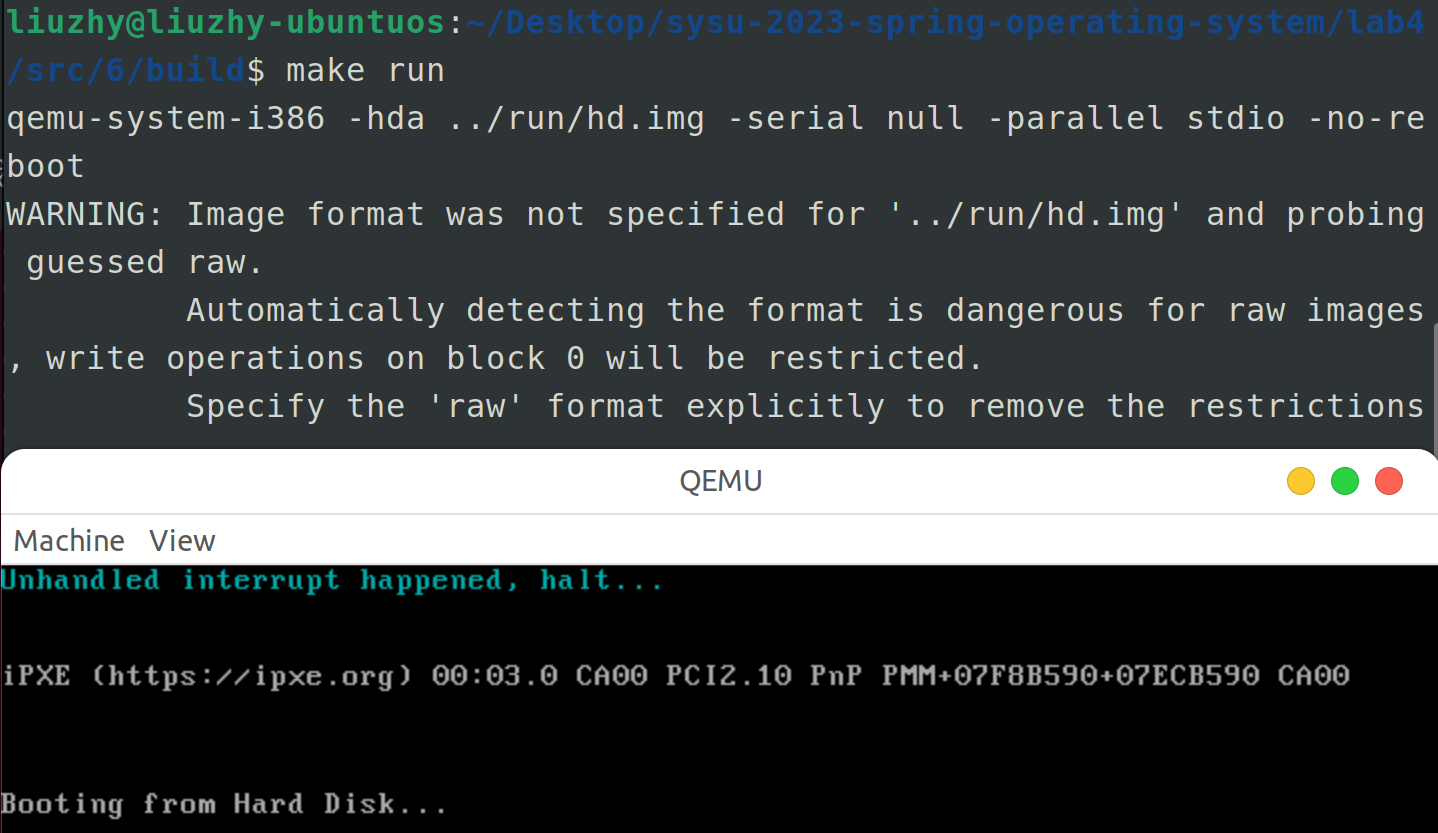 liuzhy@liuzhy-ubuntuos:~/Desktop/sysu-2023-spring-operating-system/lab4
/src/6/build$ make run
qemu-system-i386 -hda ../run/hd.img -serial null -parallel stdio -no-re
boot
WARNING: Image format was not specified for '../run/hd.img' and probing
 guessed raw.
         Automatically detecting the format is dangerous for raw images
, write operations on block 0 will be restricted.
         Specify the 'raw' format explicitly to remove the restrictions
QEMU
Machine View
Unhandled interrupt happened, halt...
iPXE (https://ipxe.org) 00:03.0 CA00 PCI2.10 PnP PMM+07F8B590+07ECB590 CA00
Booting from Hard Disk...